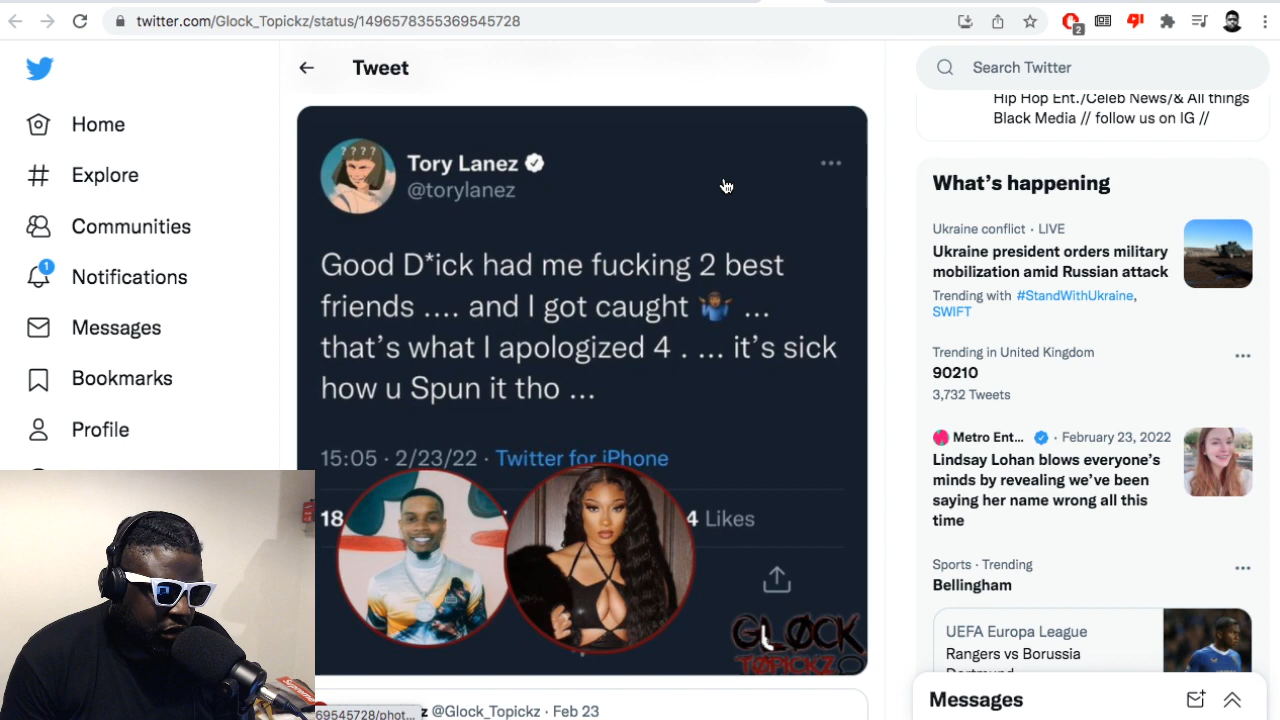 twitter.com/Glock_Topickz/status/1496578355369545728
2
Home
Explore
Communities
1
Notifications
Messages
Bookmarks
Profile
Tweet
? ? ? ?
Tory Lanez
@torylanez
Good D*ick had me fucking 2 best
friends .... and I got caught 🤷🏾‍♂️ ...
that's what I apologized 4 . ... it's sick
how u Spun it tho ...
15:05 · 2/23/22 · Twitter for iPhone
18
4 Likes
GLOCK
TOPICKZ
z @Glock_Topickz · Feb 23
69545728/phot...
Supreme
Search Twitter
Hip Hop Ent./Celeb News/& All things
Black Media // follow us on IG //
What's happening
Ukraine conflict · LIVE
Ukraine president orders military
mobilization amid Russian attack
Trending with #StandWithUkraine,
SWIFT
Trending in United Kingdom
90210
3,732 Tweets
Metro Ent... · February 23, 2022
Lindsay Lohan blows everyone's
minds by revealing we've been
saying her name wrong all this
time
Sports · Trending
Bellingham
UEFA Europa League
Rangers vs Borussia
Dortmund
Messages